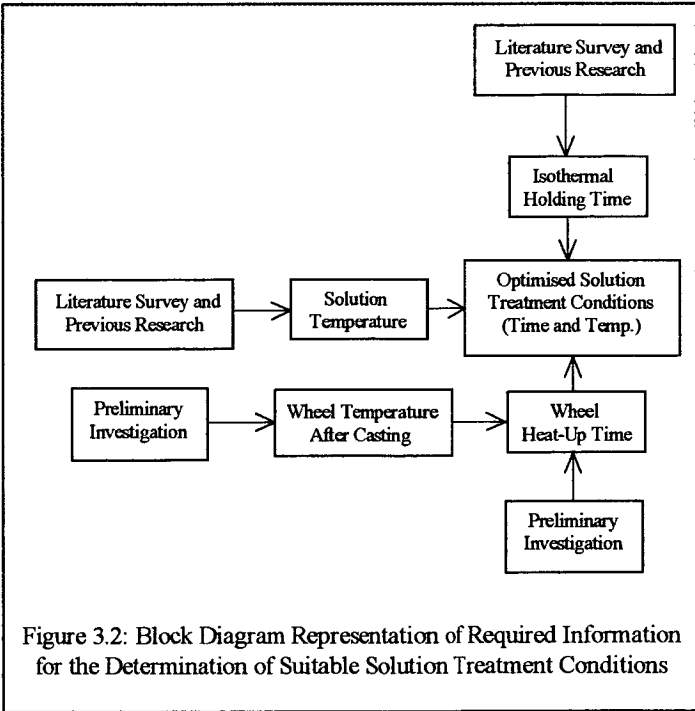 Literature Survey and
Previous Research
Isothermal
Holding Time
Literature Survey and
Previous Research
Solution
Temperature
Optimised Solution
Treatment Conditions
(Time and Temp.)
Preliminary
Investigation
Wheel Temperature
After Casting
Wheel
Heat-Up Time
Preliminary
Investigation
Figure 3.2: Block Diagram Representation of Required Information
for the Determination of Suitable Solution Treatment Conditions